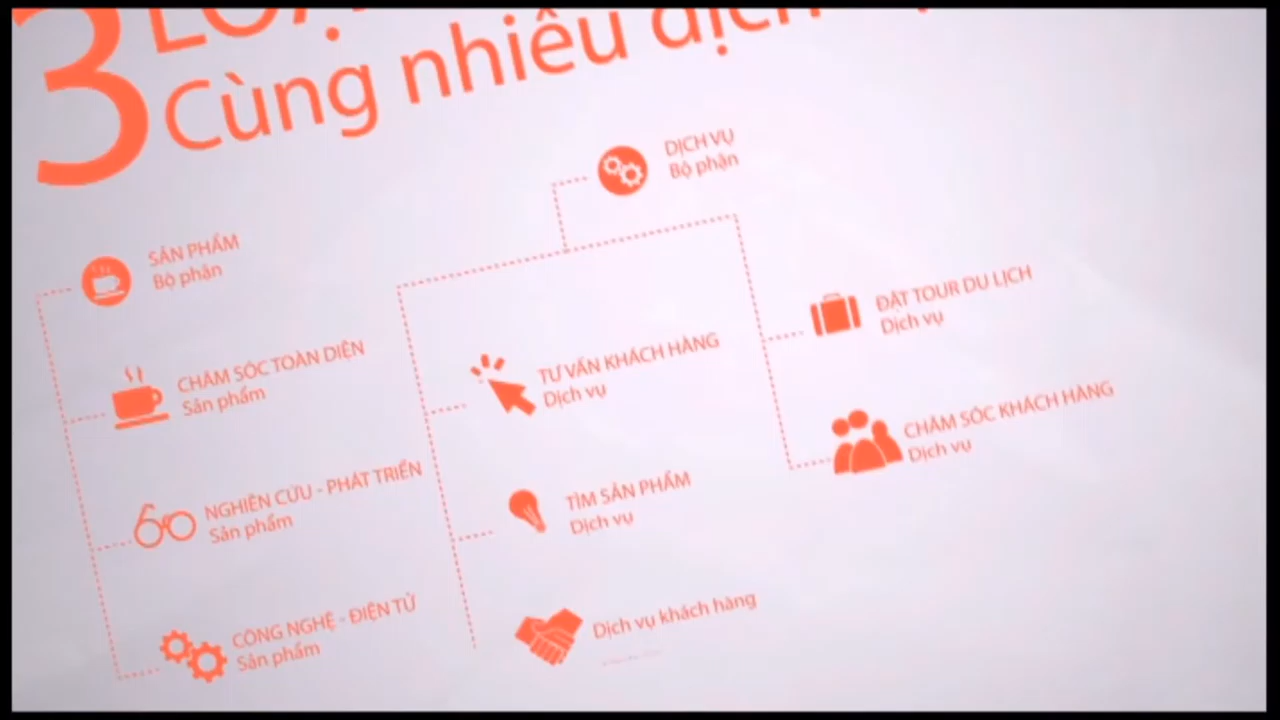 3
Cùng nhiều dịch
DỊCH VỤ
Bộ phận
SẢN PHẨM
Bộ phận
CHĂM SÓC TOÀN DIỆN
Sản phẩm
NGHIÊN CỨU - PHÁT TRIỂN
Sản phẩm
CÔNG NGHỆ - ĐIỆN TỬ
Sản phẩm
TƯ VẤN KHÁCH HÀNG
Dịch vụ
TÌM SẢN PHẨM
Dịch vụ
Dịch vụ khách hàng
ĐẶT TOUR DU LỊCH
Dịch vụ
CHĂM SÓC KHÁCH HÀNG
Dịch vụ